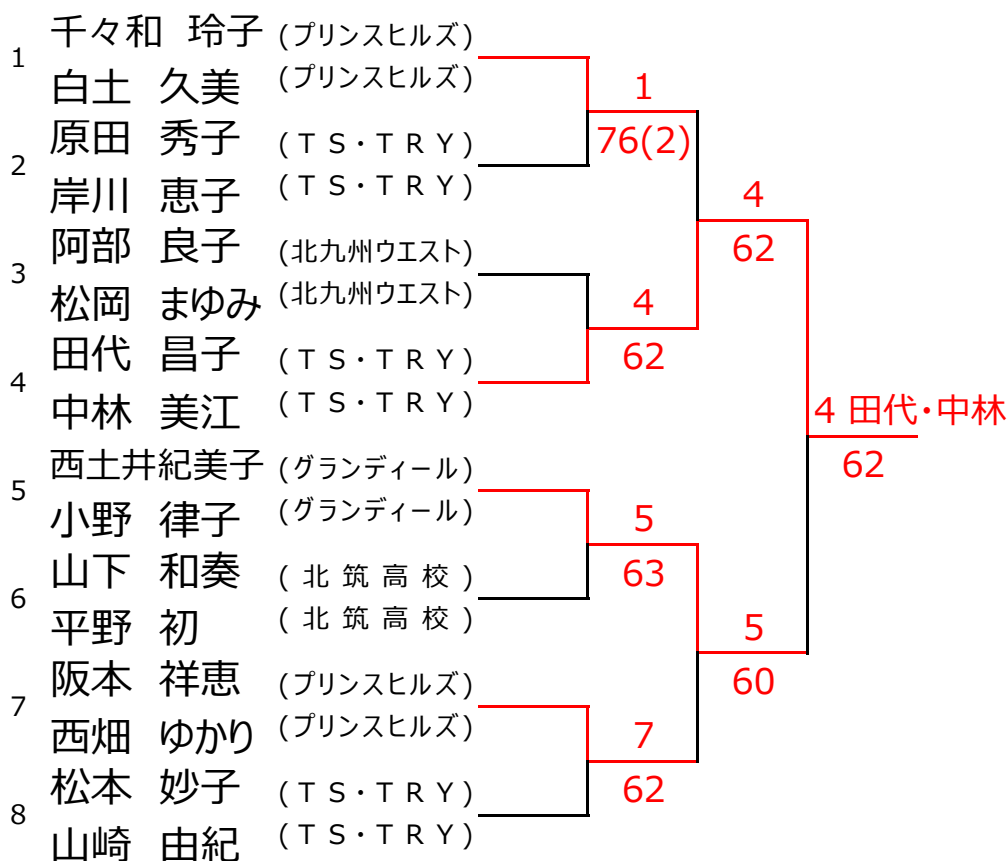 1
千々和 玲子 (プリンスヒルズ)
白土 久美 (プリンスヒルズ)
2
原田 秀子 (TS・TRY)
岸川 恵子 (TS・TRY)
3
阿部 良子 (北九州ウエスト)
松岡 まゆみ (北九州ウエスト)
4
田代 昌子 (TS・TRY)
中林 美江 (TS・TRY)
5
西土井紀美子 (グランディール)
小野 律子 (グランディール)
6
山下 和奏 (北筑高校)
平野 初 (北筑高校)
7
阪本 祥恵 (プリンスヒルズ)
西畑 ゆかり (プリンスヒルズ)
8
松本 妙子 (TS・TRY)
山崎 由紀 (TS・TRY)
1
76(2)
4
62
5
63
7
62
4
62
5
60
4 田代・中林
62